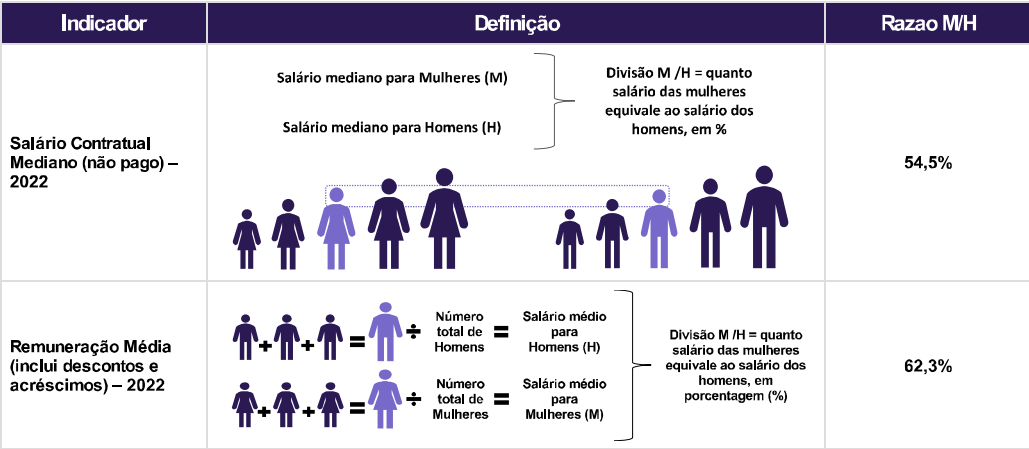 Indicador
Definição
Razao M/H
Salário Contratual
Mediano (não pago) –
2022
Salário mediano para Mulheres (M)
Salário mediano para Homens (H)
Divisão M /H = quanto
salário das mulheres
equivale ao salário dos
homens, em %
54,5%
Remuneração Média
(inclui descontos e
acréscimos) – 2022
+ + = ÷
Número
total de
Homens
=
Salário médio
para
Homens (H)
+ + = ÷
Número
total de
Mulheres
=
Salário médio
para
Mulheres (M)
Divisão M /H = quanto
salário das mulheres
equivale ao salário dos
homens, em
porcentagem (%)
62,3%